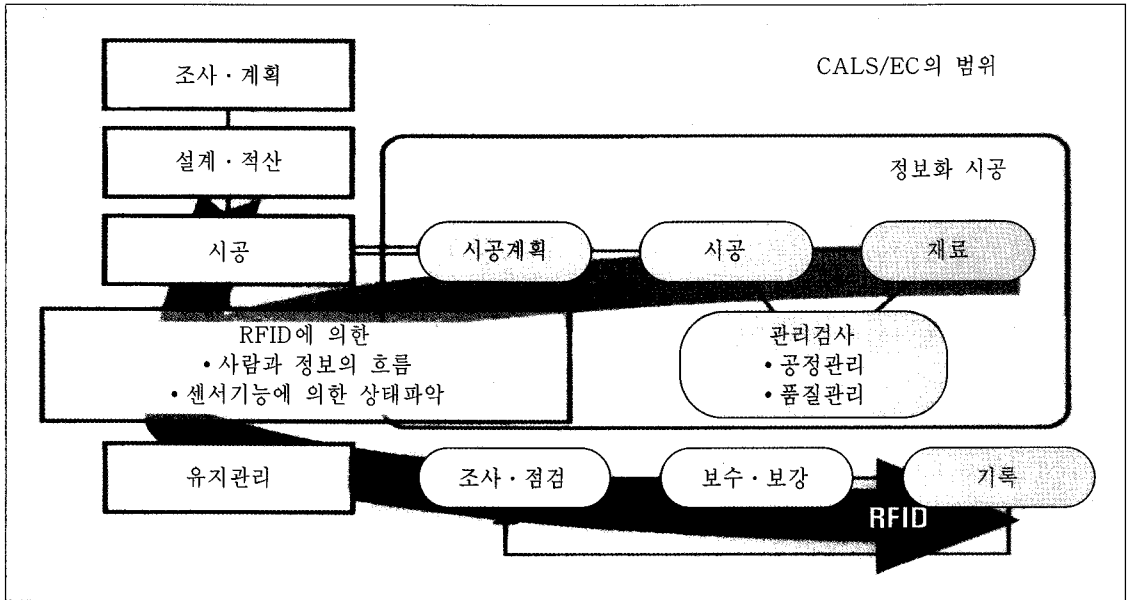 조사 · 계획
CALS/EC의 범위
설계 · 적산
정보화 시공
시공
시공계획
시공
재료
RFID에 의한
• 사람과 정보의 흐름
• 센서기능에 의한 상태파악
관리검사
• 공정관리
• 품질관리
유지관리
조사 · 점검
보수 · 보강
기록
RFID